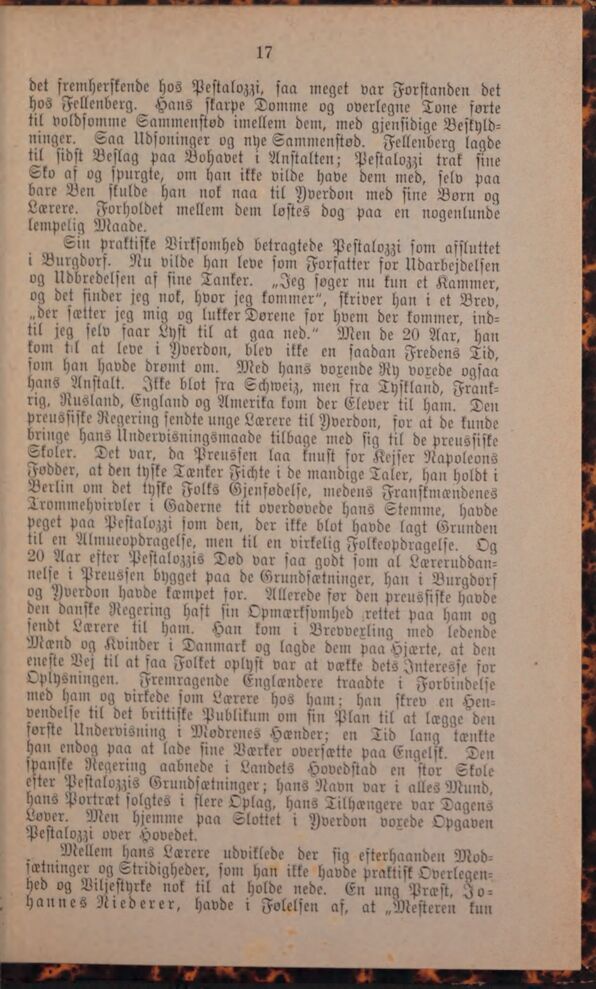 17
det fremherskende hos Pestalozzi, saa meget var Forstanden det
hos Fellenberg. Hans skarpe Domme og overlegne Tone førte
til voldsomme Sammenstød imellem dem, med gjensidige Beskyld-
ninger. Saa Udsoninger og nye Sammenstød. Fellenberg lagde
til sidst Beslag paa Bohavet i Anstalten; Pestalozzi trak sine
Sko af og spurgte, om han ikke vilde have dem med, selv paa
bare Ben skulde han nok naa til Yverdon med sine Børn og
Lærere. Forholdet mellem dem løstes dog paa en nogenlunde
lempelig Maade.
Sin praktiske Virksomhed betragtede Pestalozzi som afsluttet
i Burgdorf. Nu vilde han leve som Forfatter for Udarbejdelsen
og Udbredelsen af sine Tanker. „Jeg søger nu kun et Kammer,
og det finder jeg nok, hvor jeg kommer“, skriver han i et Brev,
„der sætter jeg mig og lukker Dørene for hvem der kommer, ind-
til jeg selv faar Lyst til at gaa ned.“ Men de 20 Aar, han
kom til at leve i Yverdon, blev ikke en saadan Fredens Tid,
som han havde drømt om. Med hans voxende Ry voxede ogsaa
hans Anstalt. Ikke blot fra Schweiz, men fra Tyskland, Frank-
rig, Rusland, England og Amerika kom der Elever til ham. Den
preussiske Regering sendte unge Lærere til Yverdon, for at de kunde
bringe hans Undervisningsmaade tilbage med sig til de preussiske
Skoler. Det var, da Preussen laa knust for Kejser Napoleons
Fødder, at den tyske Tænker Fichte i de mandige Taler, han holdt i
Berlin om det tyske Folks Gjenfødelse, medens Franskmændenes
Trommehvirvler i Gaderne tit overdøvede hans Stemme, havde
peget paa Pestalozzi som den, der ikke blot havde lagt Grunden
til en Almueopdragelse, men til en virkelig Folkeopdragelse. Og
20 Aar efter Pestalozzis Død var saa godt som al Læreruddan-
nelse i Preussen bygget paa de Grundsætninger, han i Burgdorf
og Yverdon havde kæmpet for. Allerede før den preussiske havde
den danske Regering haft sin Opmærksomhed rettet paa ham og
sendt Lærere til ham. Han kom i Brevvexling med ledende
Mænd og Kvinder i Danmark og lagde dem paa Hjærte, at den
eneste Vej til at faa Folket oplyst var at vække dets Interesse for
Oplysningen. Fremragende Englændere traadte i Forbindelse
med ham og virkede som Lærere hos ham; han skrev en Hen-
vendelse til det brittiske Publikum om sin Plan til at lægge den
første Undervisning i Mødrenes Hænder; en Tid lang tænkte
han endog paa at lade sine Værker oversætte paa Engelsk. Den
spanske Regering aabnede i Landets Hovedstad en stor Skole
efter Pestalozzis Grundsætninger; hans Navn var i alles Mund,
hans Portræt solgtes i flere Oplag, hans Tilhængere var Dagens
Løver. Men hjemme paa Slottet i Yverdon voxede Opgaven
Pestalozzi over Hovedet.
Mellem hans Lærere udviklede der sig efterhaanden Mod-
sætninger og Stridigheder, som han ikke havde praktisk Overlegen-
hed og Viljestyrke nok til at holde nede. En ung Præst, Jo-
hannes Niederer, havde i Følelsen af, at „Mesteren kun